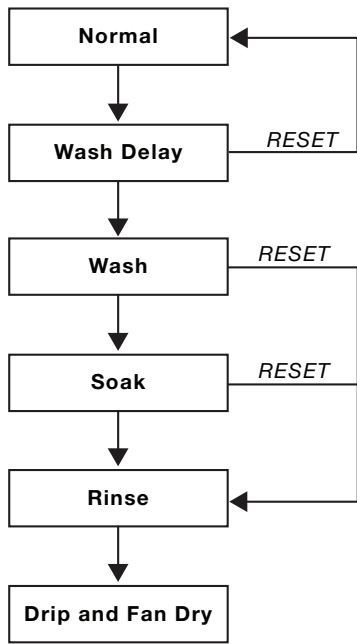 Normal
Wash Delay
RESET
Wash
RESET
Soak
RESET
Rinse
Drip and Fan Dry